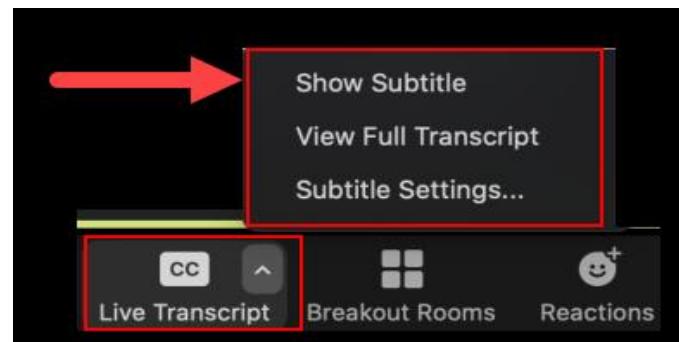 Show Subtitle
View Full Transcript
Subtitle Settings...
CC
Live Transcript
Breakout Rooms
Reactions